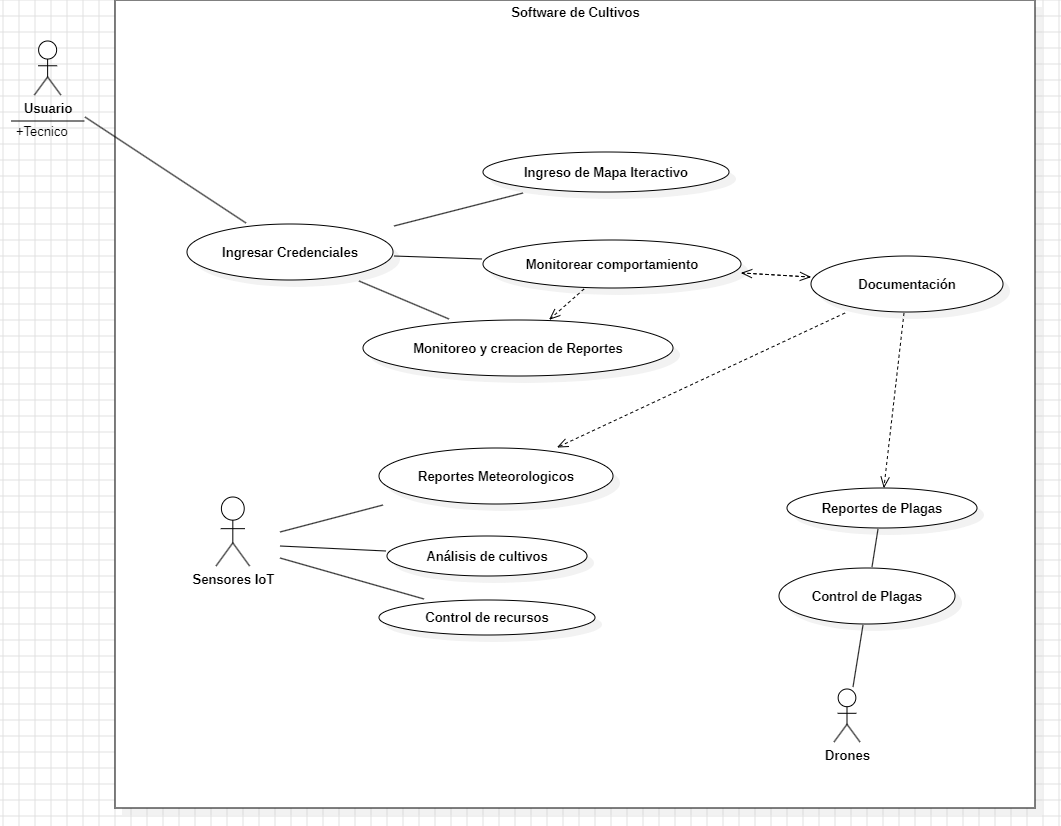 Software de Cultivos
Usuario
+Tecnico
Ingreso de Mapa Iteractivo
Ingresar Credenciales
Monitorear comportamiento
Documentación
Monitoreo y creacion de Reportes
Reportes Meteorologicos
Reportes de Plagas
Sensores IoT
Análisis de cultivos
Control de Plagas
Control de recursos
Drones